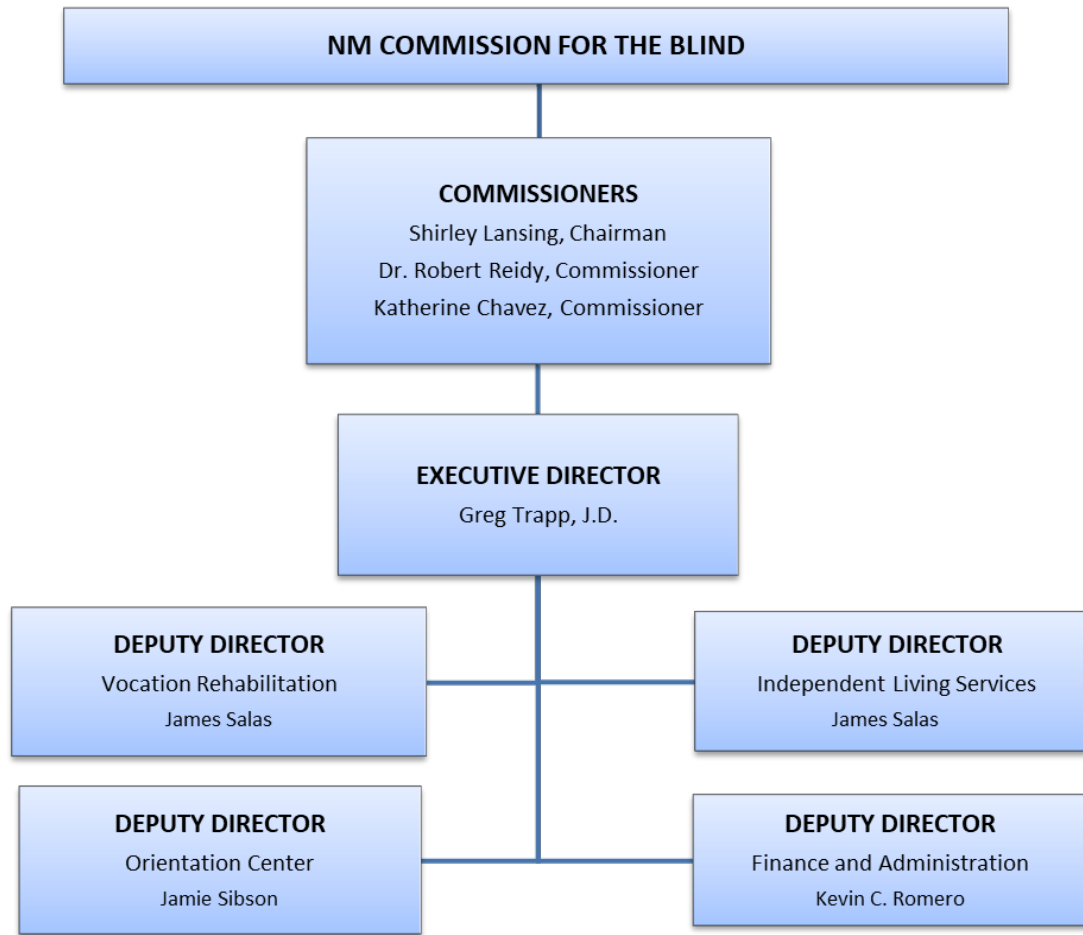 NM COMMISSION FOR THE BLIND
COMMISSIONERS
Shirley Lansing, Chairman
Dr. Robert Reidy, Commissioner
Katherine Chavez, Commissioner
EXECUTIVE DIRECTOR
Greg Trapp, J.D.
DEPUTY DIRECTOR
Vocation Rehabilitation
James Salas
DEPUTY DIRECTOR
Independent Living Services
James Salas
DEPUTY DIRECTOR
Orientation Center
Jamie Sibson
DEPUTY DIRECTOR
Finance and Administration
Kevin C. Romero